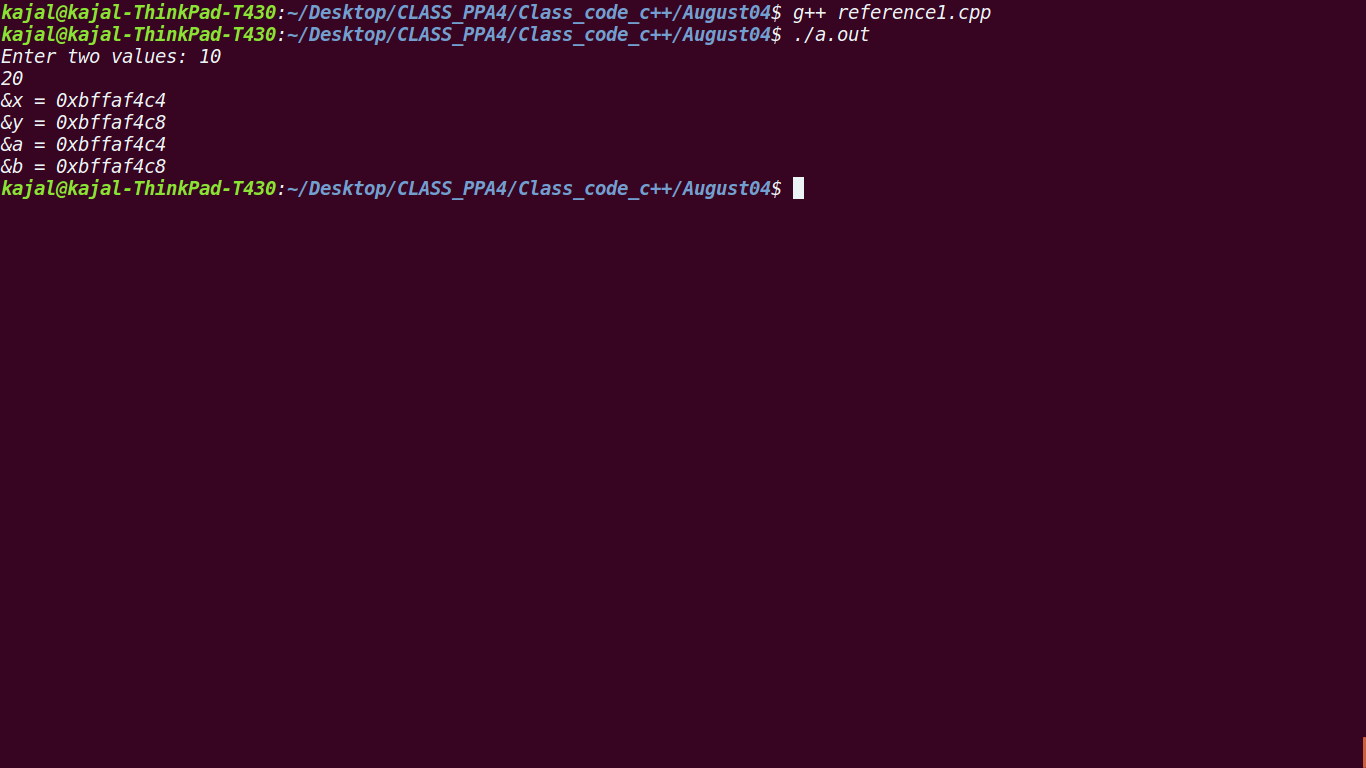 kajal@kajal-ThinkPad-T430:~/Desktop/CLASS_PPA4/Class_code_c++/August04$ g++ reference1.cpp
kajal@kajal-ThinkPad-T430:~/Desktop/CLASS_PPA4/Class_code_c++/August04$ ./a.out
Enter two values: 10
20
&x = 0xbffaf4c4
&y = 0xbffaf4c8
&a = 0xbffaf4c4
&b = 0xbffaf4c8
kajal@kajal-ThinkPad-T430:~/Desktop/CLASS_PPA4/Class_code_c++/August04$